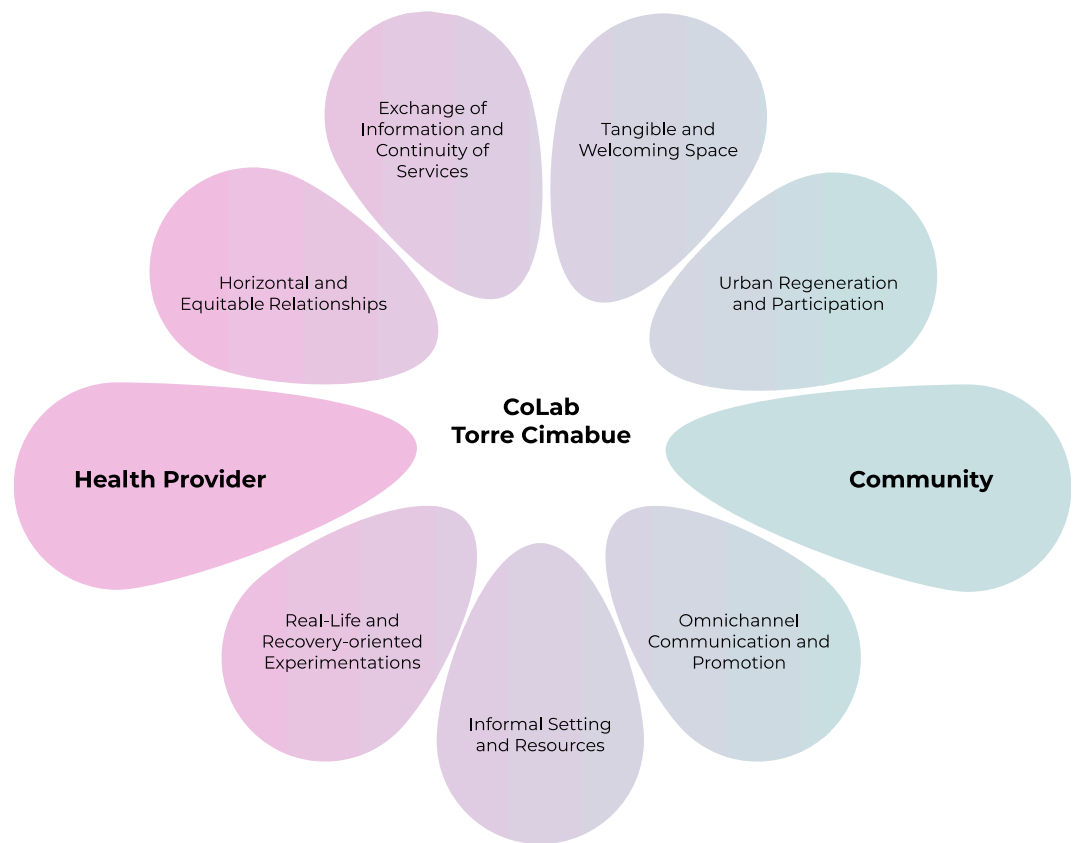 Exchange of
Information and
Continuity of
Services
Tangible and
Welcoming Space
Horizontal and
Equitable Relationships
Urban Regeneration
and Participation
CoLab
Torre Cimabue
Health Provider
Community
Real-Life and
Recovery-oriented
Experimentations
Omnichannel
Communication and
Promotion
Informal Setting
and Resources